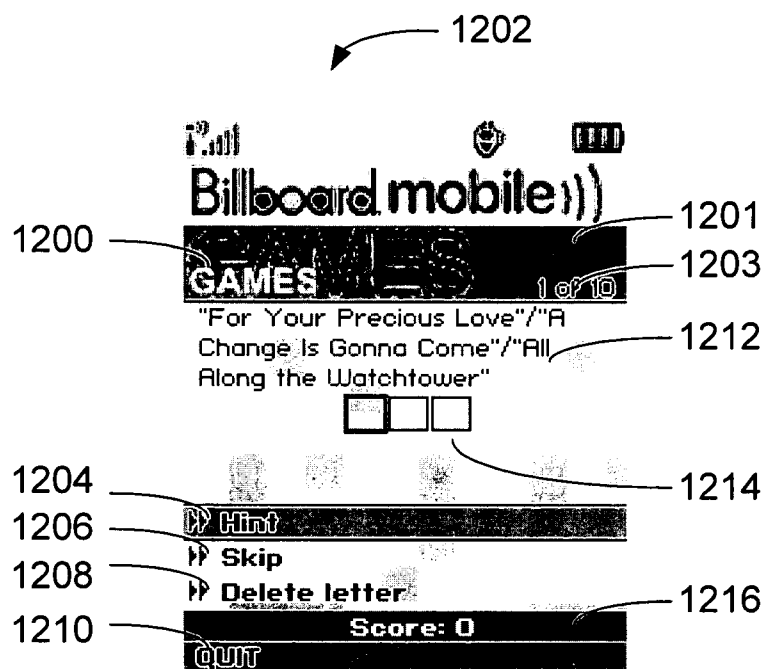 1202
Billboard mobile
1200
GAMES
GAMES
1201
1 of 10
1203
"For Your Precious Love"/"A
Change Is Gonna Come"/"All
Along the Watchtower"
1212
1214
1204
Hint
1206
Skip
1208
Delete letter
Score: 0
1216
1210
QUIT